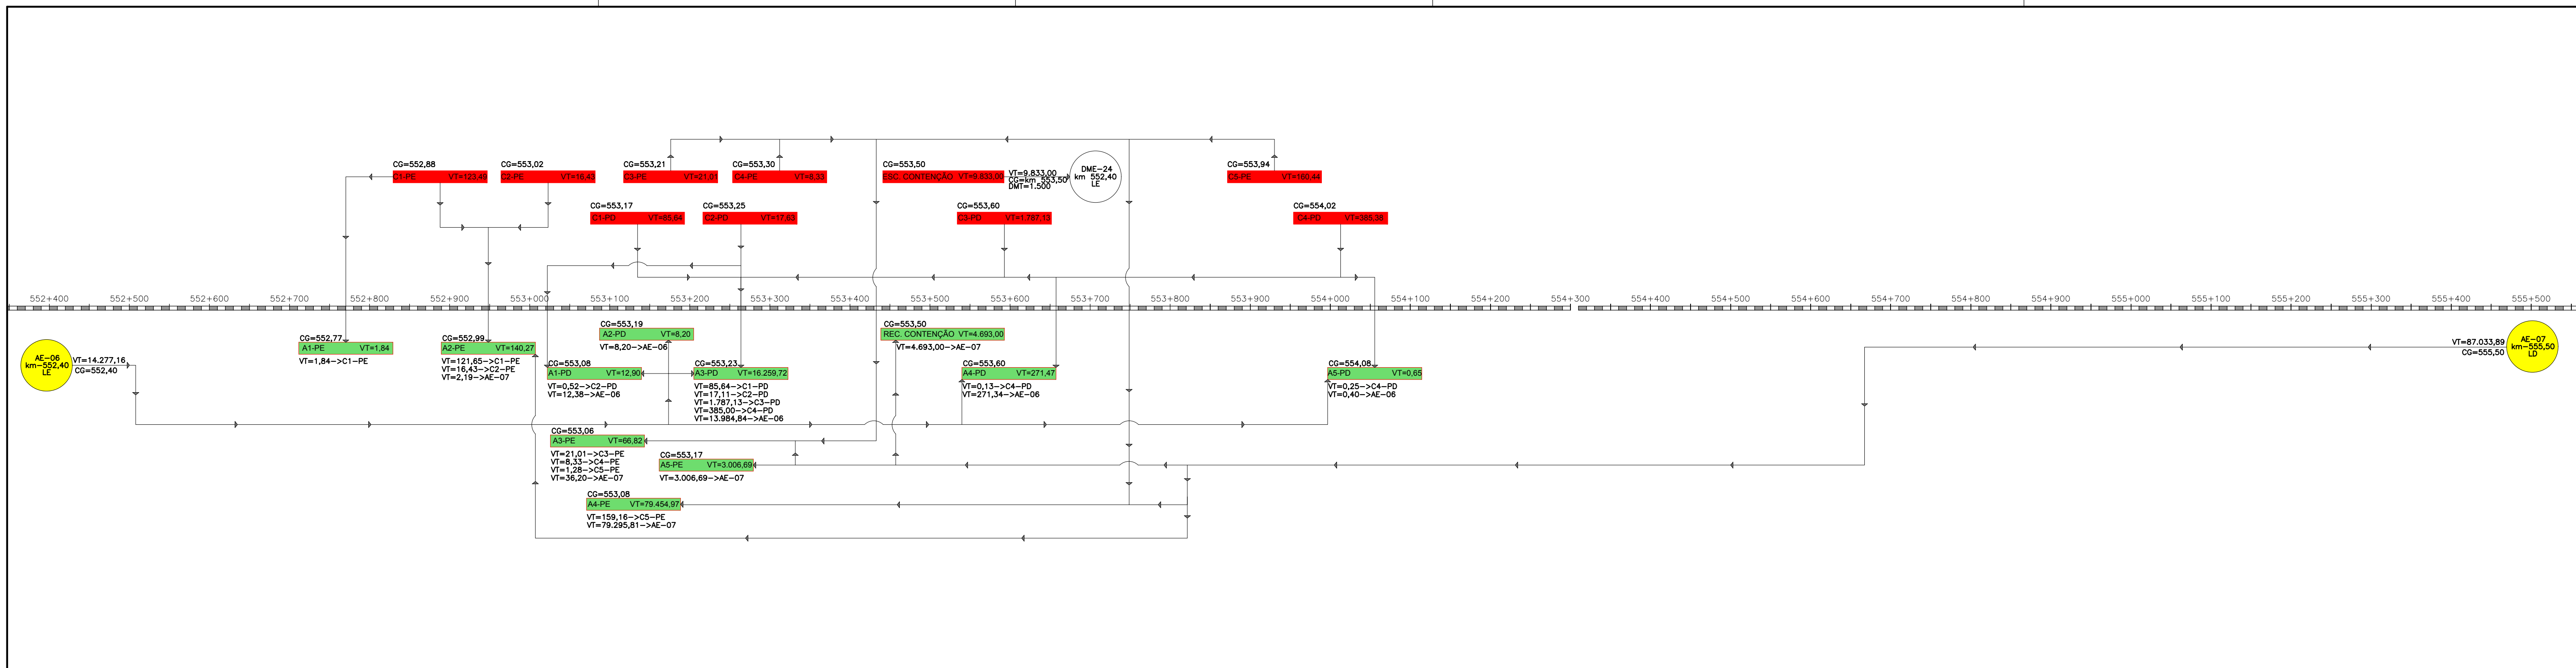 CG=552,88
C1-PE VT=123,49
CG=553,02
C2-PE VT=16,43
CG=553,21
C3-PE VT=21,01
CG=553,30
C4-PE VT=8,33
CG=553,50
ESC. CONTENÇÃO VT=9.833,00
VT=9.833,00
CG=km 553,50
DMT=1.500
DME-24
km 552,40
LE
CG=553,94
C5-PE VT=160,44
CG=553,17
C1-PD VT=85,64
CG=553,25
C2-PD VT=17,63
CG=553,60
C3-PD VT=1.787,13
CG=554,02
C4-PD VT=385,38
552+400 552+500 552+600 552+700 552+800 552+900 553+000 553+100 553+200 553+300 553+400 553+500 553+600 553+700 553+800 553+900 554+000 554+100 554+200 554+300 554+400 554+500 554+600 554+700 554+800 554+900 555+000 555+100 555+200 555+300 555+400 555+500
AE-06
km-552,40
LE
VT=14.277,16
CG=552,40
CG=552,77
A1-PE VT=1,84
VT=1,84->C1-PE
CG=552,99
A2-PE VT=140,27
VT=121,65->C1-PE
VT=16,43->C2-PE
VT=2,19->AE-07
CG=553,19
A2-PD VT=8,20
VT=8,20->AE-06
CG=553,08
A1-PD VT=12,90
VT=0,52->C2-PD
VT=12,38->AE-06
CG=553,23
A3-PD VT=16.259,72
VT=85,64->C1-PD
VT=17,11->C2-PD
VT=1.787,13->C3-PD
VT=385,00->C4-PD
VT=13.984,84->AE-06
CG=553,50
REC. CONTENÇÃO VT=4.693,00
VT=4.693,00->AE-07
CG=553,60
A4-PD VT=271,47
VT=0,13->C4-PD
VT=271,34->AE-06
CG=554,08
A5-PD VT=0,65
VT=0,25->C4-PD
VT=0,40->AE-06
VT=87.033,89
CG=555,50
AE-07
km-555,50
LD
CG=553,06
A3-PE VT=66,82
VT=21,01->C3-PE
VT=8,33->C4-PE
VT=1,28->C5-PE
VT=36,20->AE-07
CG=553,17
A5-PE VT=3.006,69
VT=3.006,69->AE-07
CG=553,08
A4-PE VT=79.454,97
VT=159,16->C5-PE
VT=79.295,81->AE-07